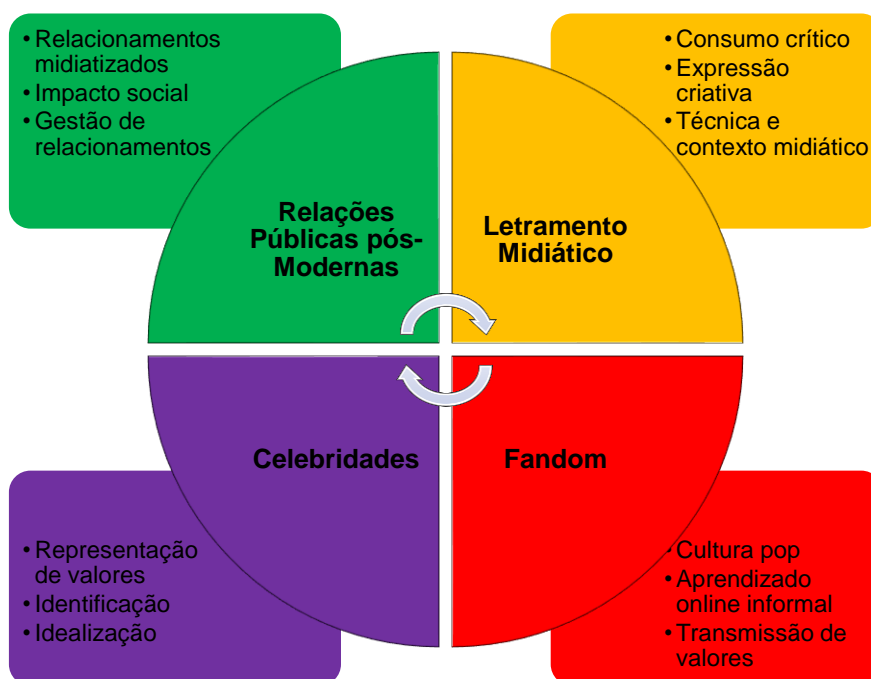 • Relacionamentos
midiatizados
• Impacto social
• Gestão de
relacionamentos
• Consumo crítico
• Expressão
criativa
• Técnica e
contexto midiático
Relações
Públicas pós-
Modernas
Letramento
Midiático
Celebridades
Fandom
• Representação
de valores
• Identificação
• Idealização
• Cultura pop
• Aprendizado
online informal
• Transmissão de
valores